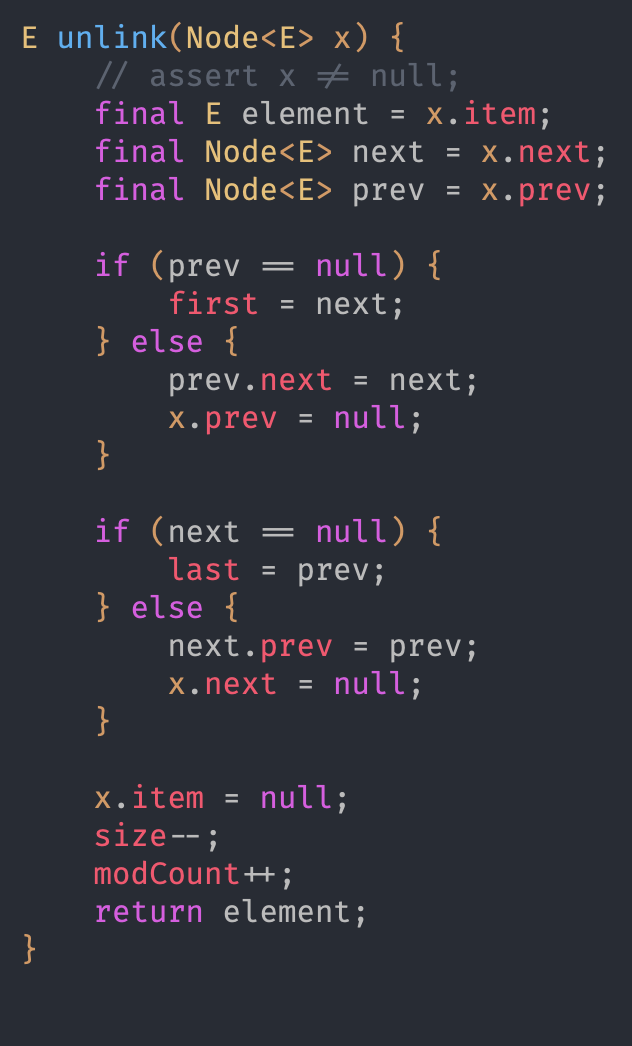 E unlink(Node<E> x) {
    // assert x != null;
    final E element = x.item;
    final Node<E> next = x.next;
    final Node<E> prev = x.prev;

    if (prev == null) {
        first = next;
    } else {
        prev.next = next;
        x.prev = null;
    }

    if (next == null) {
        last = prev;
    } else {
        next.prev = prev;
        x.next = null;
    }

    x.item = null;
    size--;
    modCount++;
    return element;
}